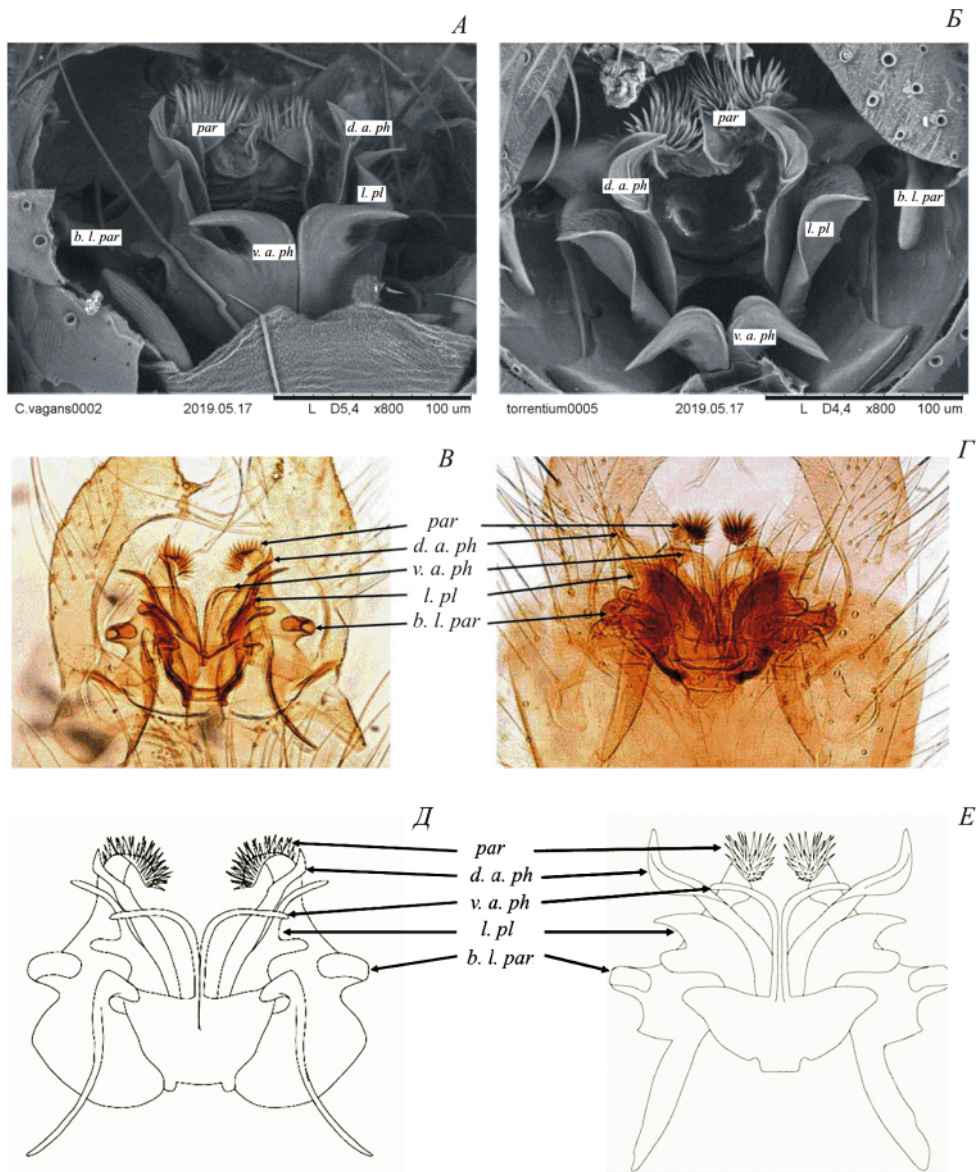 А
Б
par
d. a. ph
l. pl
b. l. par
v. a. ph
par
d. a. ph
b. l. par
l. pl
v. a. ph
C.vagans0002 2019.05.17 L D5,4 x800 100 um
torrentium0005 2019.05.17 L D4,4 x800 100 um
В
Г
par
d. a. ph
v. a. ph
l. pl
b. l. par
Д
Е
par
d. a. ph
v. a. ph
l. pl
b. l. par